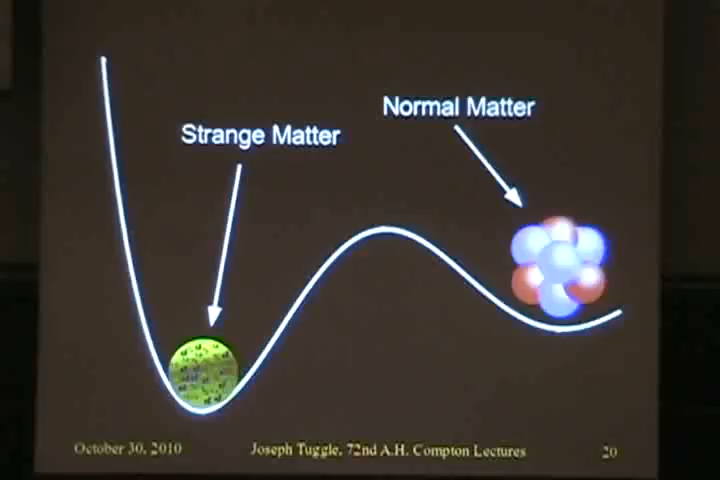 Normal Matter
Strange Matter
October 30, 2010
Joseph Tuggle, 72nd A.H. Compton Lectures
20